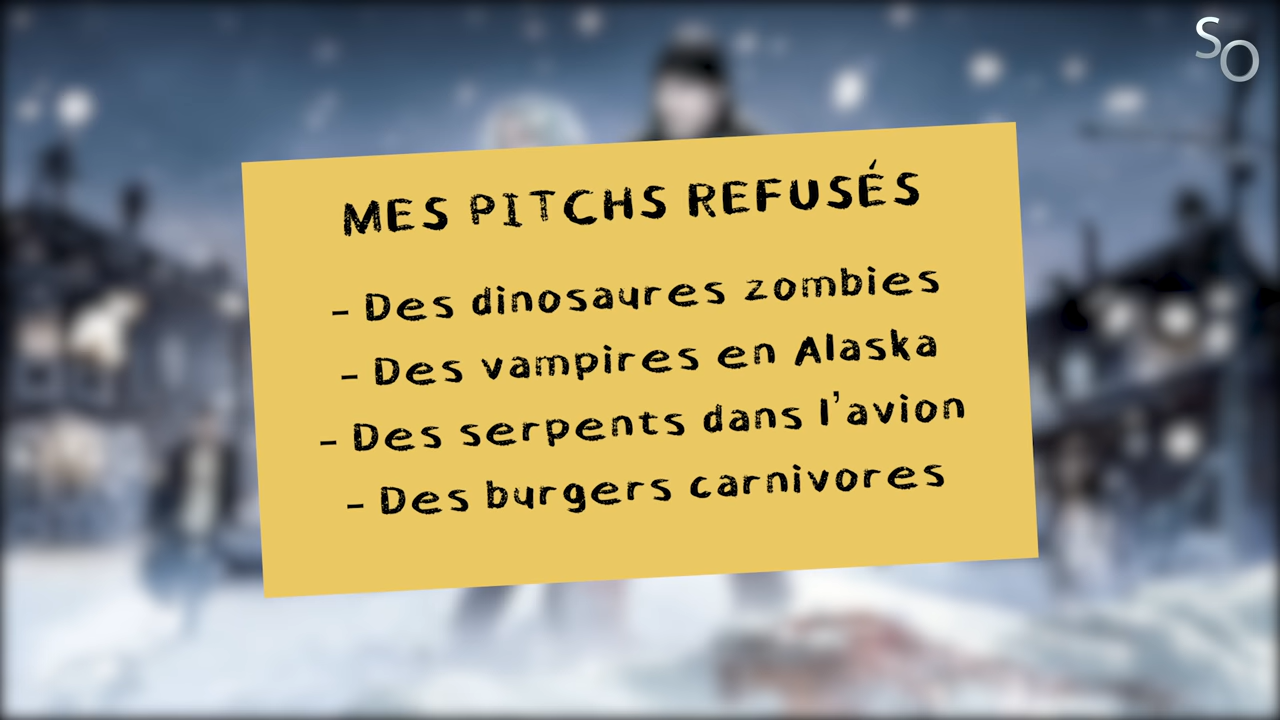 SO
MES PITCHS REFUSÉS
- Des dinosaures zombies
- Des vampires en Alaska
- Des serpents dans l'avion
- Des burgers carnivores